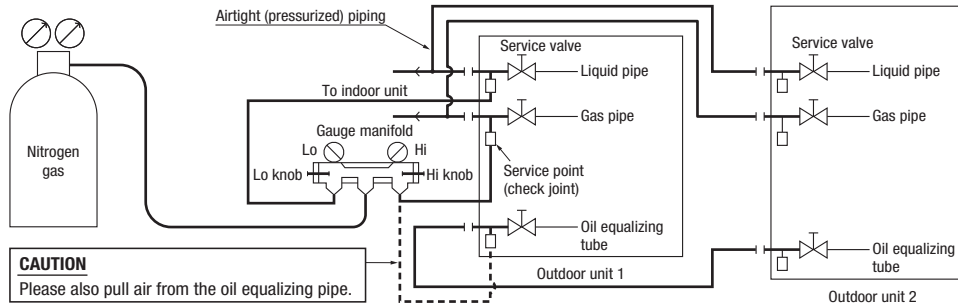 Airtight (pressurized) piping
Service valve
Liquid pipe
To indoor unit
Gas pipe
Gauge manifold
Lo
Hi
Lo knob
Hi knob
Service point
(check joint)
Nitrogen
gas
Oil equalizing
tube
Outdoor unit 1
CAUTION
Please also pull air from the oil equalizing pipe.
Service valve
Liquid pipe
Gas pipe
Oil equalizing
tube
Outdoor unit 2